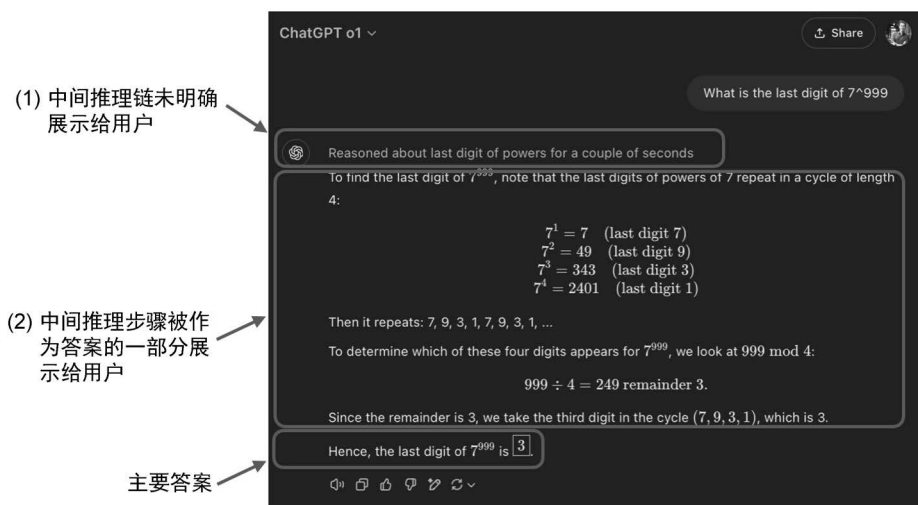 ChatGPT o1
Share
What is the last digit of 7^999
(1) 中间推理链未明确
展示给用户
Reasoned about last digit of powers for a couple of seconds
To find the last digit of 7^999, note that the last digits of powers of 7 repeat in a cycle of length
4:
7^1 = 7 (last digit 7)
7^2 = 49 (last digit 9)
7^3 = 343 (last digit 3)
7^4 = 2401 (last digit 1)
(2) 中间推理步骤被作
为答案的一部分展
示给用户
Then it repeats: 7, 9, 3, 1, 7, 9, 3, 1, ...
To determine which of these four digits appears for 7^999, we look at 999 mod 4:
999 ÷ 4 = 249 remainder 3.
Since the remainder is 3, we take the third digit in the cycle (7, 9, 3, 1), which is 3.
主要答案
Hence, the last digit of 7^999 is 3.